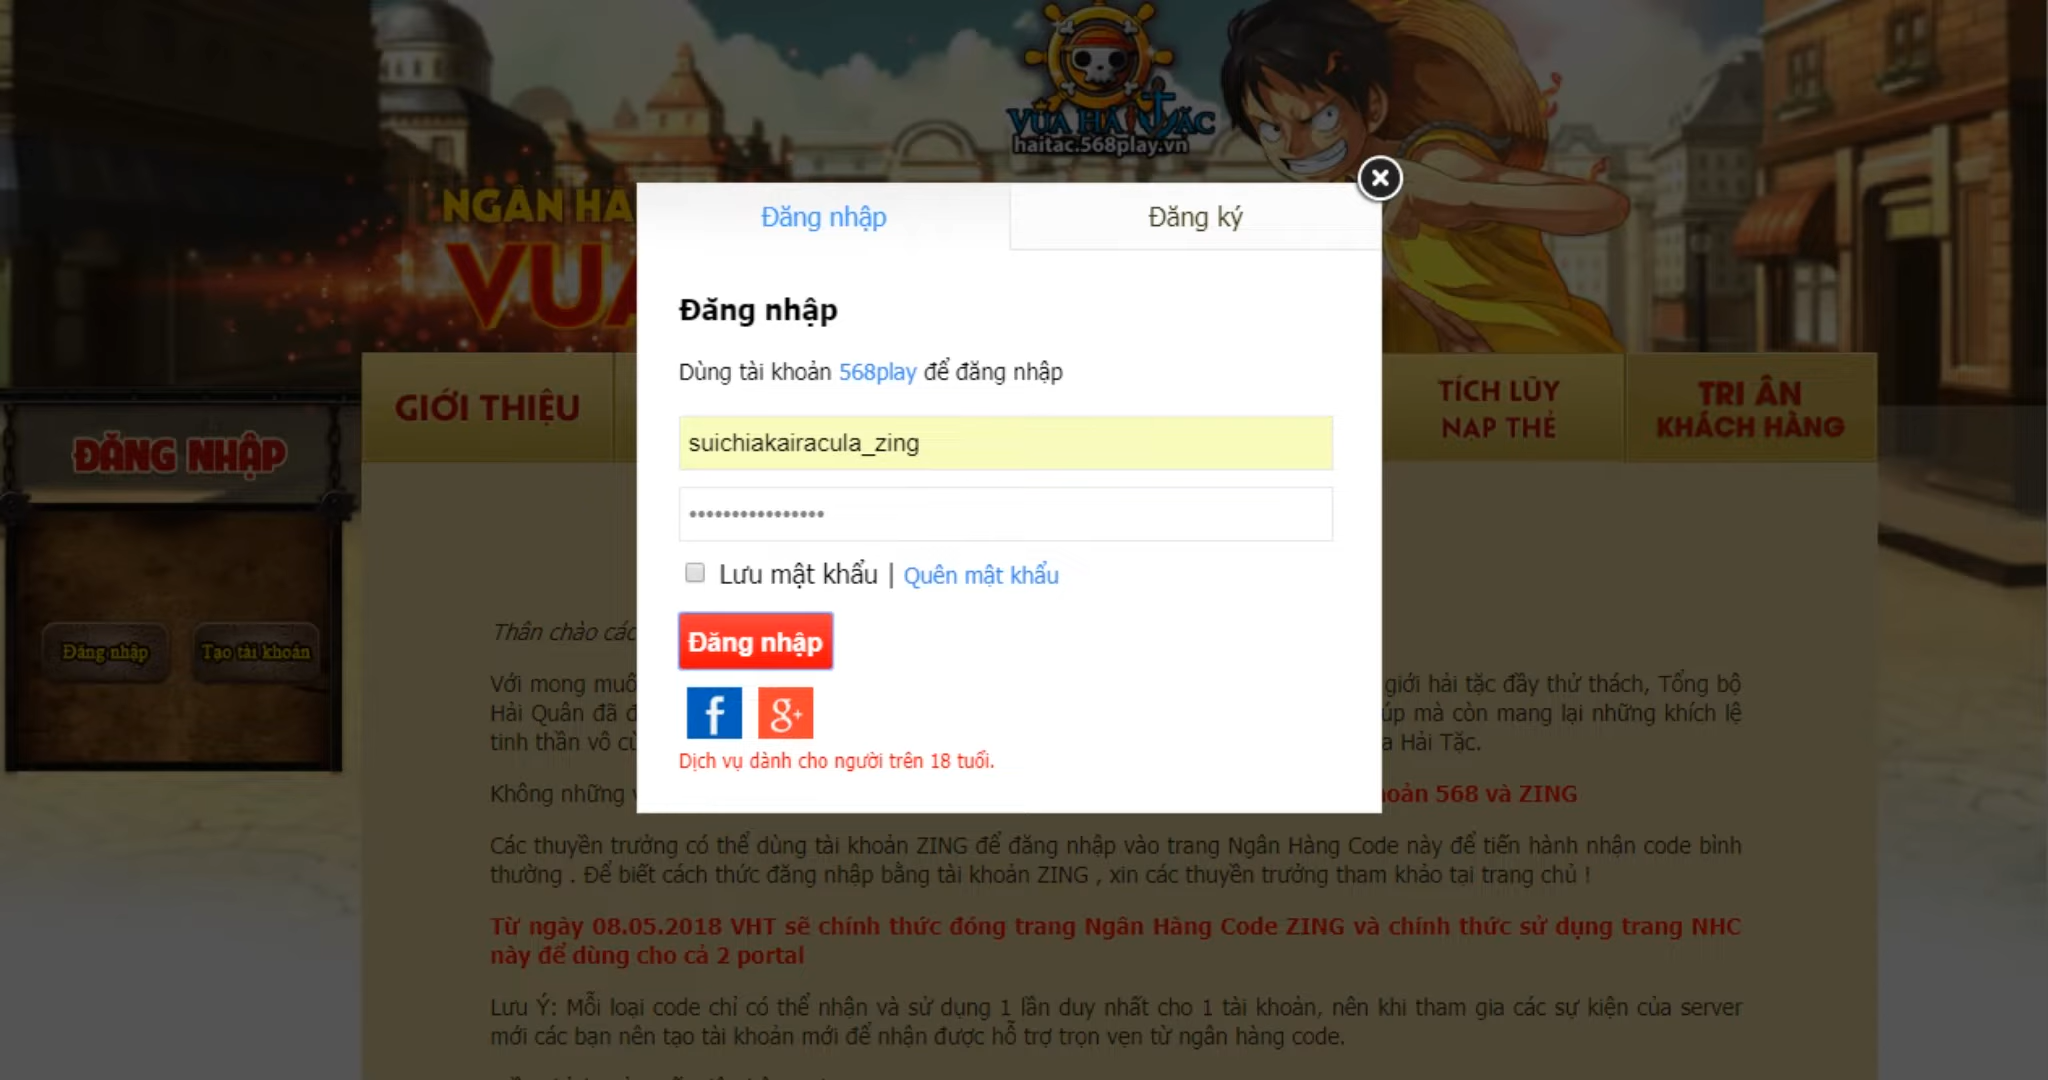 VUA HẢI TẶC
haitac.568play.vn
NGÂN HÀ
VUA
Đăng nhập
Đăng ký
Đăng nhập
Dùng tài khoản 568play để đăng nhập
suichiakairacula_zing
••••••••••••••••
Lưu mật khẩu | Quên mật khẩu
Đăng nhập
f g+
Dịch vụ dành cho người trên 18 tuổi.
GIỚI THIỆU
TÍCH LŨY
NẠP THẺ
TRI ÂN
KHÁCH HÀNG
ĐĂNG NHẬP
Đăng nhập
Tạo tài khoản
Thân chào các
Với mong muố giới hải tặc đầy thử thách, Tổng bộ
Hải Quân đã úp mà còn mang lại những khích lệ
tinh thần vô Hải Tặc.
Không những 568 và ZING
Các thuyền trưởng có thể dùng tài khoản ZING để đăng nhập vào trang Ngân Hàng Code này để tiến hành nhận code bình
thường . Để biết cách thức đăng nhập bằng tài khoản ZING , xin các thuyền trưởng tham khảo tại trang chủ !
Từ ngày 08.05.2018 VHT sẽ chính thức đóng trang Ngân Hàng Code ZING và chính thức sử dụng trang NHC
này để dùng cho cả 2 portal
Lưu Ý: Mỗi loại code chỉ có thể nhận và sử dụng 1 lần duy nhất cho 1 tài khoản, nên khi tham gia các sự kiện của server
mới các bạn nên tạo tài khoản mới để nhận được hỗ trợ trọn vẹn từ ngân hàng code.